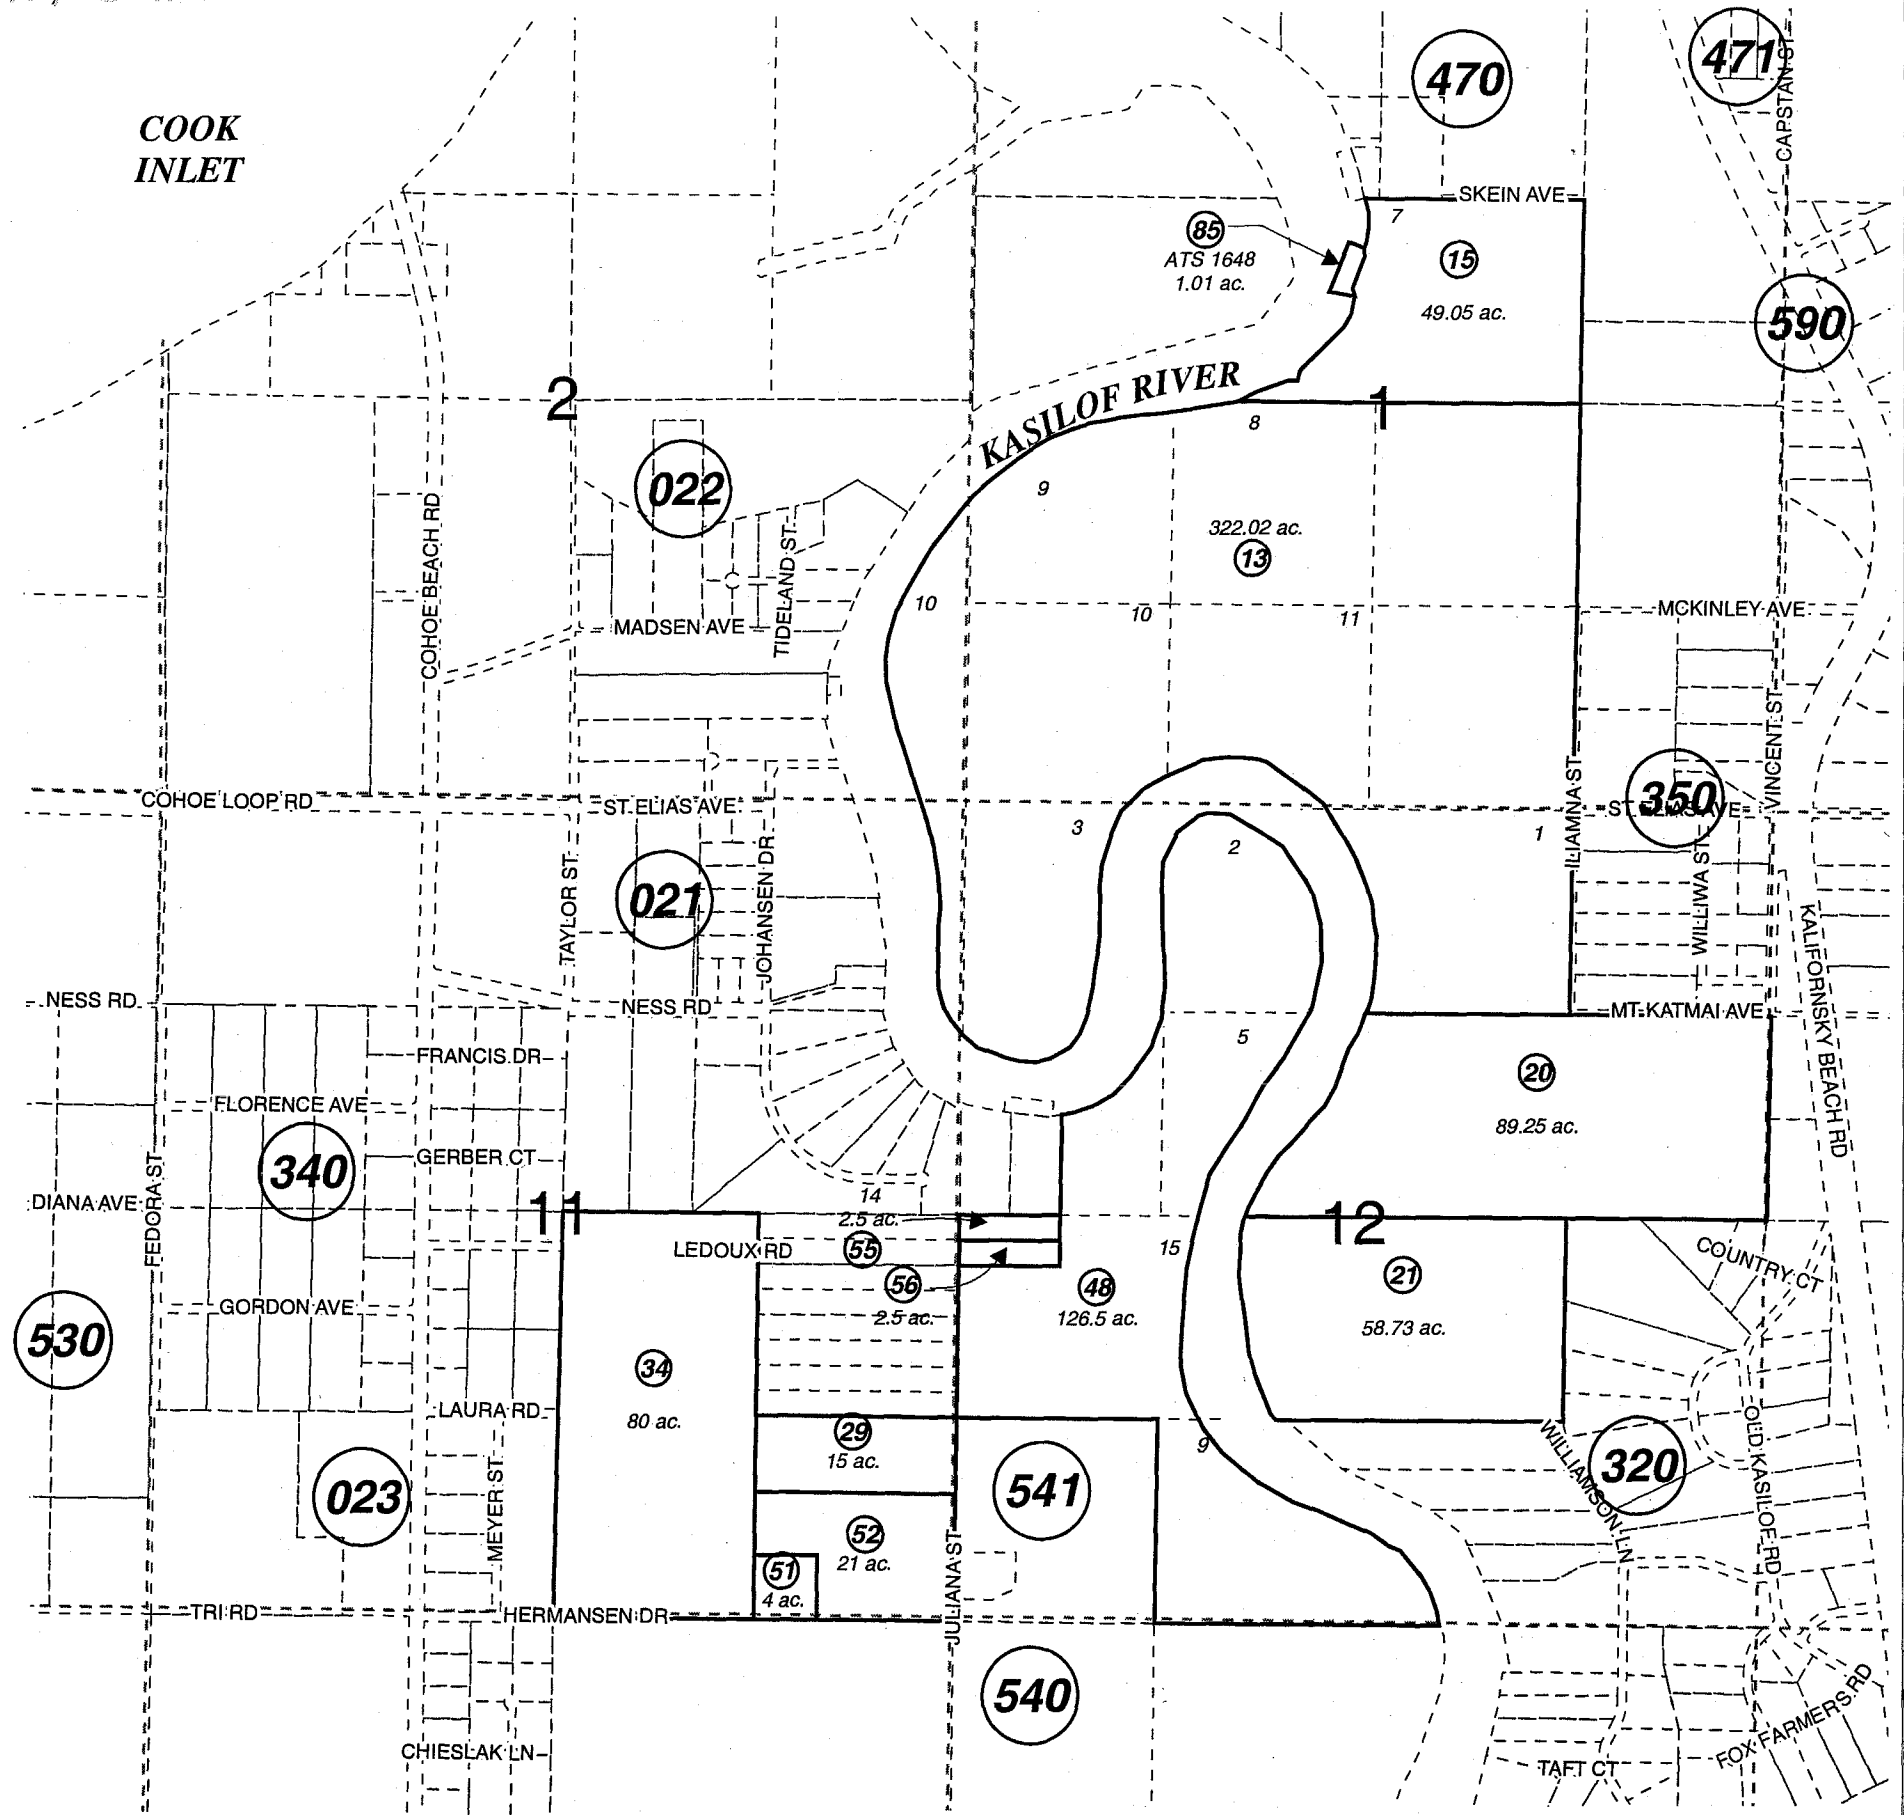 COOK
INLET
470
471
CAPSTAN ST
SKEIN AVE
7
85
ATS 1648
1.01 ac.
15
49.05 ac.
590
KASILOF RIVER
2
1
8
9
022
322.02 ac.
13
COHOE BEACH RD
TIDELAND ST
10
10
11
MADSEN AVE
MCKINLEY AVE
VINCENT ST
COHOE LOOP RD
ST. ELIAS AVE
ILIAMNA ST
350
ST ELIAS AVE
3
2
1
WILLIWA ST
021
TAYLOR ST
JOHANSEN DR
KALIFORNSKY BEACH RD
NESS RD
NESS RD
MT KATMAI AVE
5
FRANCIS DR
20
89.25 ac.
FLORENCE AVE
340
GERBER CT
FEDORA ST
DIANA AVE
11
14
2.5 ac.
12
LEDOUX RD
55
15
56
2.5 ac.
48
126.5 ac.
21
58.73 ac.
COUNTRY CT
GORDON AVE
530
34
80 ac.
LAURA RD
29
15 ac.
9
WILLIAMSON LN
320
OLD KASILOF RD
541
023
MEYER ST
52
21 ac.
51
4 ac.
JULIANA ST
TRI RD
HERMANSEN DR
540
CHIESLAK LN
FOX FARMERS RD
TAFT CT